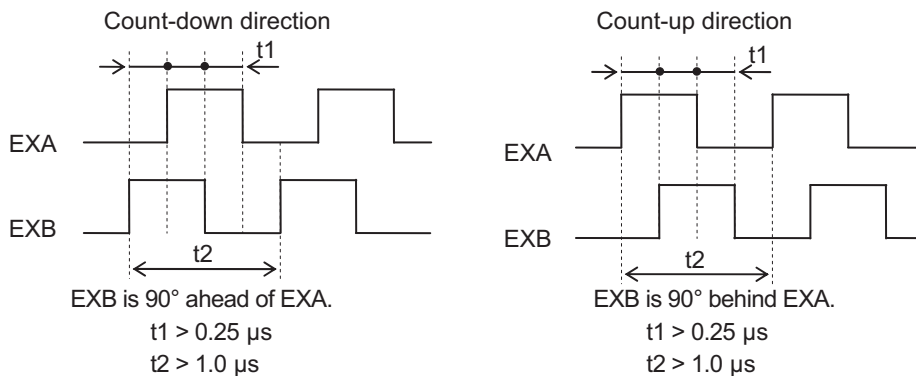 Count-down direction
t1
EXA
EXB
t2
EXB is 90° ahead of EXA.
t1 > 0.25 µs
t2 > 1.0 µs
Count-up direction
t1
EXA
EXB
t2
EXB is 90° behind EXA.
t1 > 0.25 µs
t2 > 1.0 µs